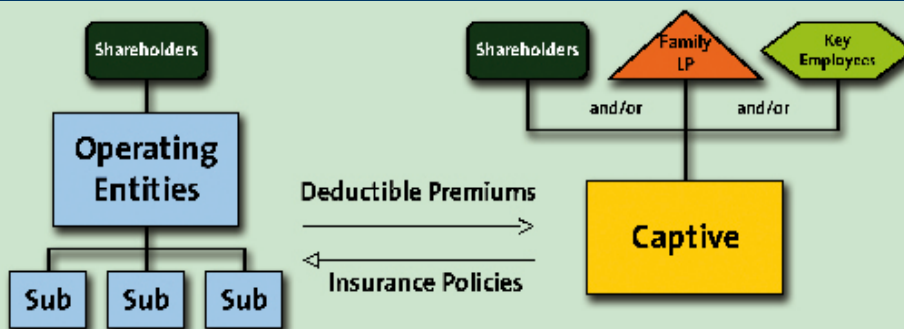 Shareholders
Operating
Entities
Sub
Sub
Sub
Deductible Premiums
Insurance Policies
Shareholders
Family
LP
Key
Employees
and/or
and/or
Captive